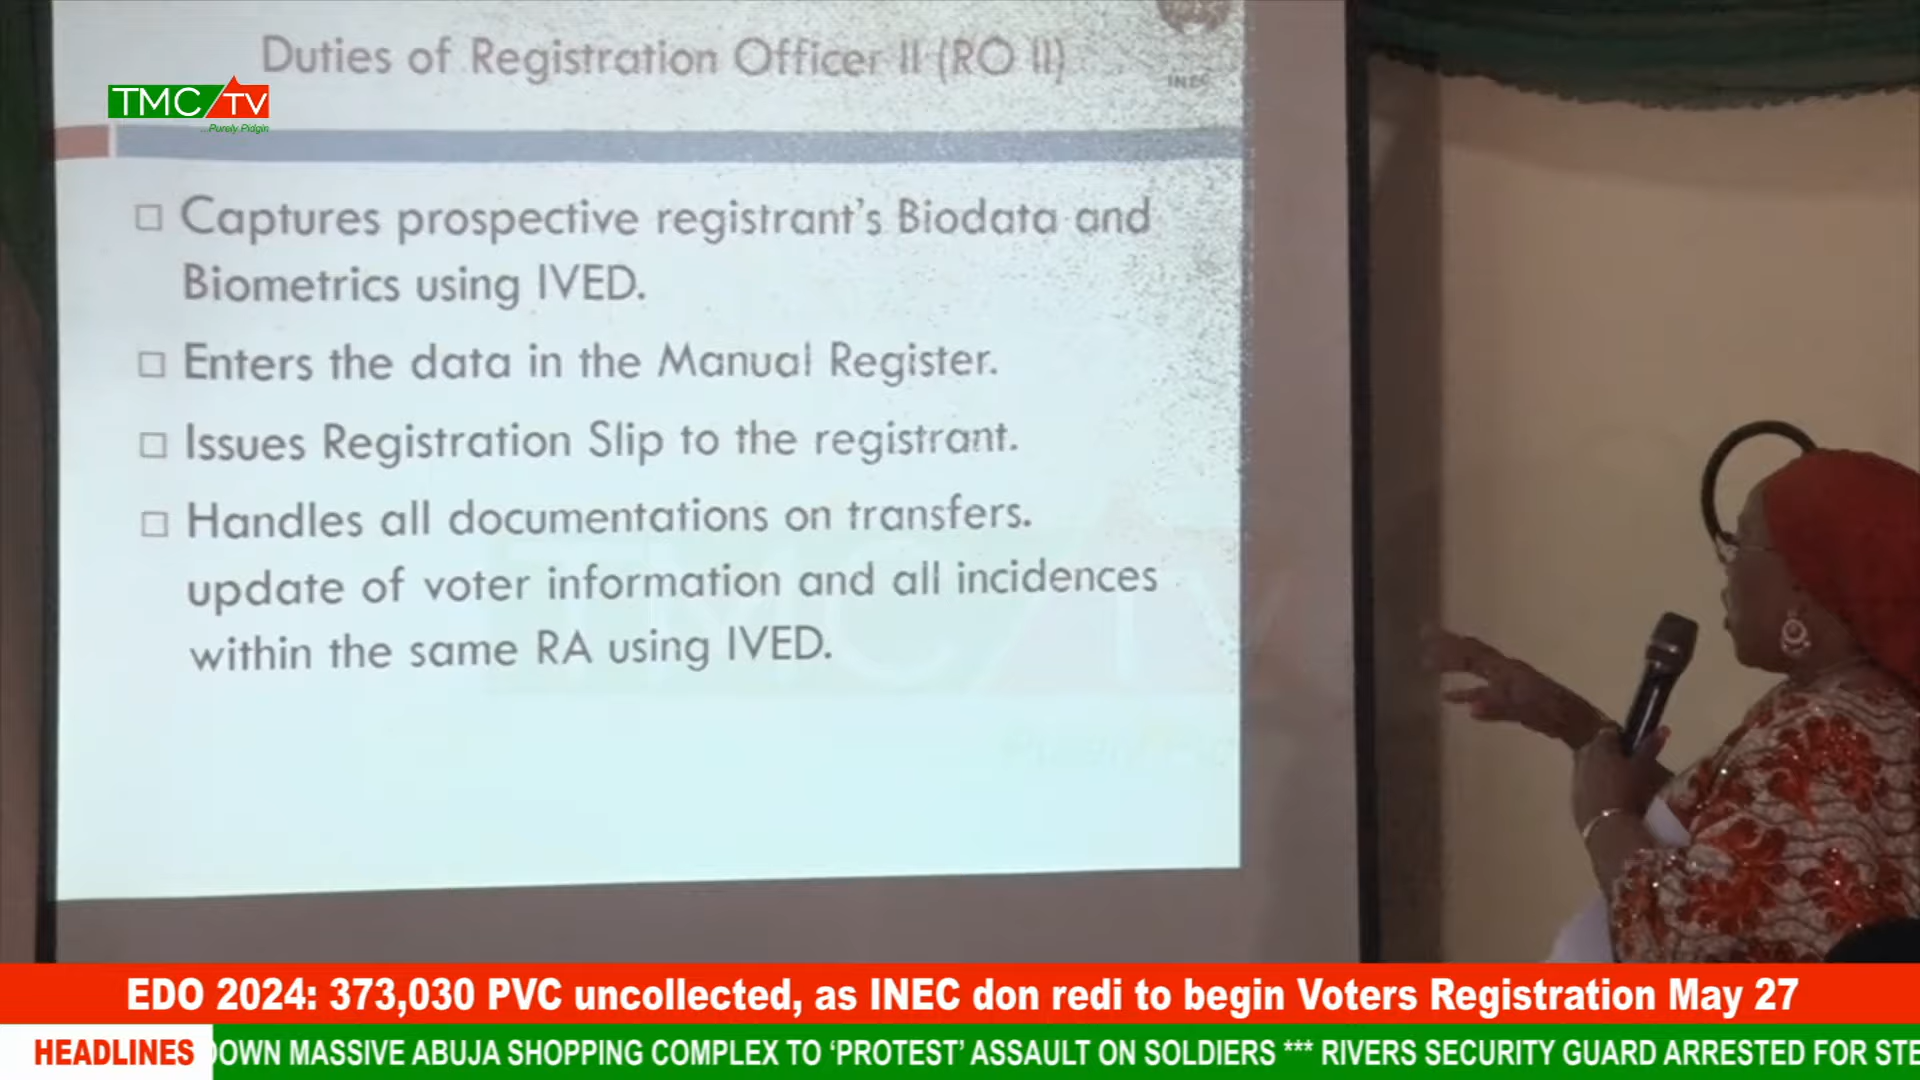 Duties of Registration Officer II (RO II)
INEC
TMC/TV
...Purely Pidgin
Captures prospective registrant's Biodata and
Biometrics using IVED.
Enters the data in the Manual Register.
Issues Registration Slip to the registrant.
Handles all documentations on transfers.
update of voter information and all incidences
within the same RA using IVED.
TMC/TV
EDO 2024: 373,030 PVC uncollected, as INEC don redi to begin Voters Registration May 27
HEADLINES
OWN MASSIVE ABUJA SHOPPING COMPLEX TO ‘PROTEST’ ASSAULT ON SOLDIERS *** RIVERS SECURITY GUARD ARRESTED FOR STE